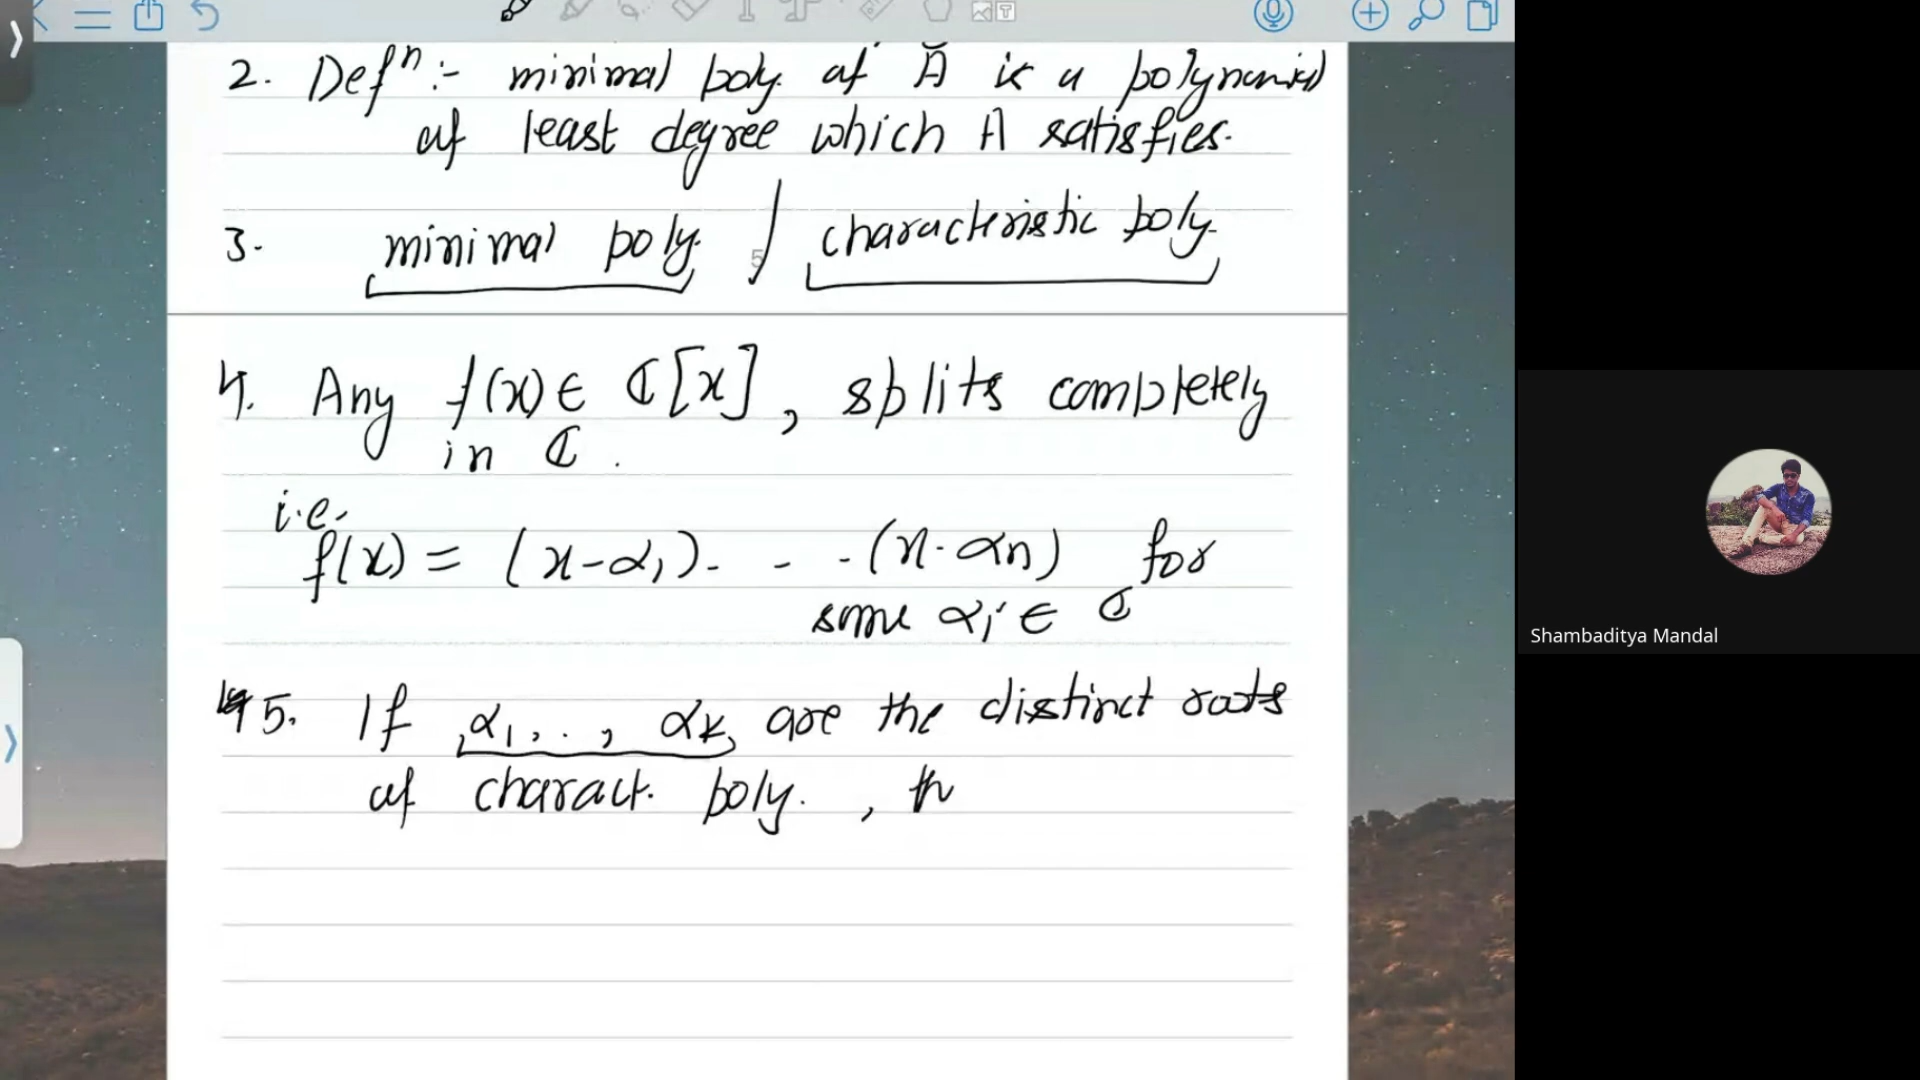 2. Defⁿ :- minimal poly. of A is a polynomial
of least degree which A satisfies.
3. minimal poly. / characteristic poly.
5
4. Any f(x) ∈ ℂ[x], splits completely
in ℂ .
i.e.
f(x) = (x-α₁). - . (x-αn) for
some αi ∈ ℂ
5. If α₁, . , αk, are the distinct roots
of charact. poly. , th
Shambaditya Mandal